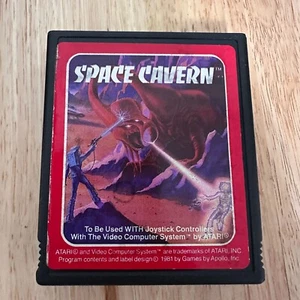 SPACE CAVERN™
To Be Used WITH Joystick Controllers
With The Video Computer System™ by ATARI®
ATARI® and Video Computer System™ are trademarks of ATARI, INC.
Program contents and label design © 1981 by Games by Apollo, Inc.